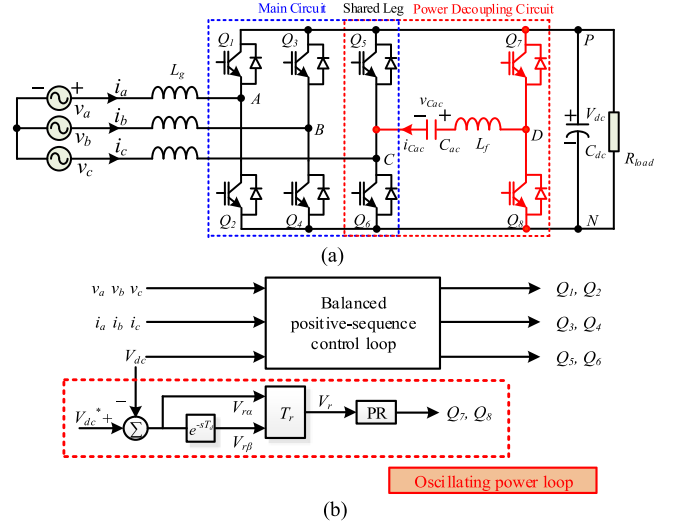 Main Circuit Shared Leg Power Decoupling Circuit
Q1 Q3 Q5 Q7 P
Lg
− + ia A vCac − + Vdc
va ib B + Cdc
vb ic iCac Cac Lf D − Rload
vc C
Q2 Q4 Q6 Q8 N
(a)
va vb vc Q1, Q2
Balanced
ia ib ic positive-sequence Q3, Q4
control loop
Vdc Q5, Q6
−
Vdc*+ Σ Vrα Tr Vr PR Q7, Q8
e-sTd Vrβ
Oscillating power loop
(b)